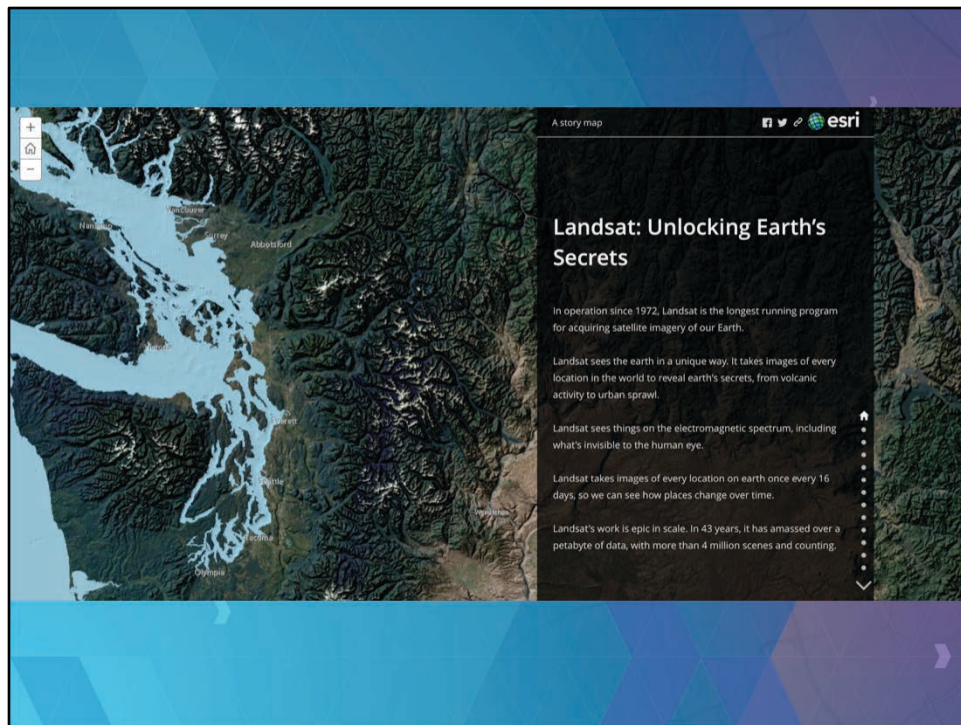 A story map
esri
Landsat: Unlocking Earth's
Secrets
In operation since 1972, Landsat is the longest running program
for acquiring satellite imagery of our Earth.
Landsat sees the earth in a unique way. It takes images of every
location in the world to reveal earth's secrets, from volcanic
activity to urban sprawl.
Landsat sees things on the electromagnetic spectrum, including
what's invisible to the human eye.
Landsat takes images of every location on earth once every 16
days, so we can see how places change over time.
Landsat's work is epic in scale. In 43 years, it has amassed over a
petabyte of data, with more than 4 million scenes and counting.
Vancouver
Surrey
Abbotsford
Everett
Seattle
Tacoma
Olympia